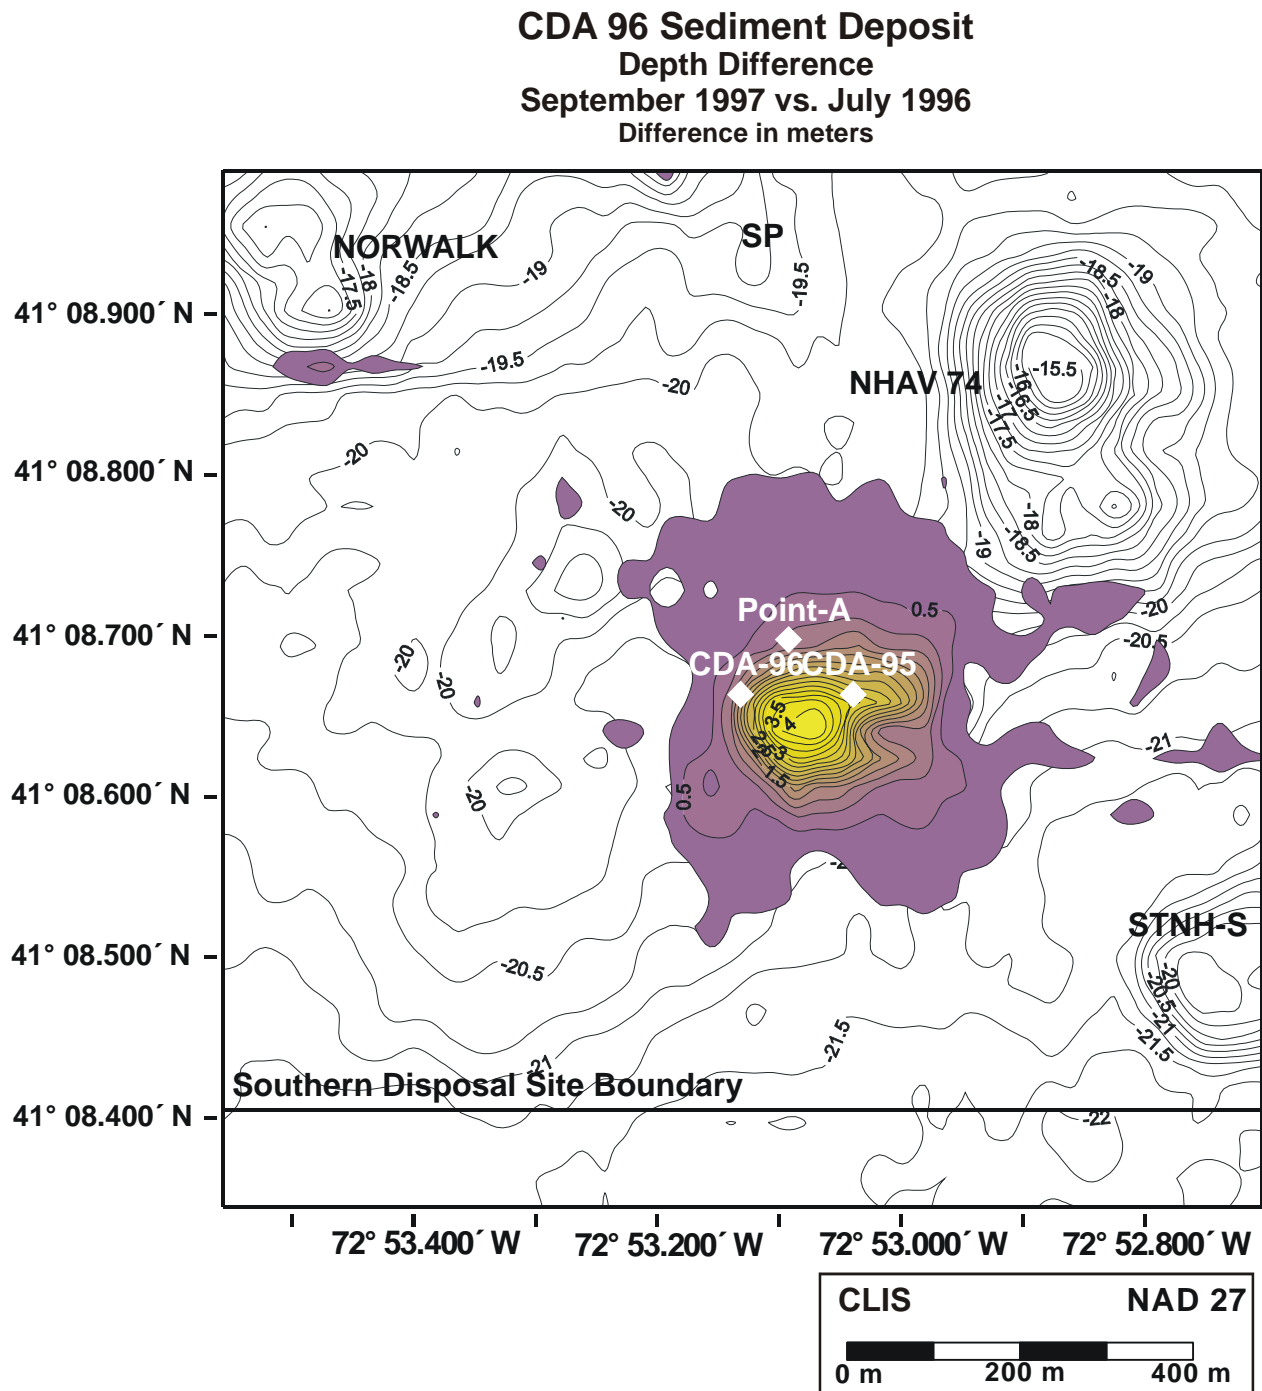 CDA 96 Sediment Deposit
Depth Difference
September 1997 vs. July 1996
Difference in meters
NORWALK
SP
-18
-17.5
-18.5
-19
-19.5
-18.5
-19
-18
41° 08.900´ N
-19.5
-20
NHAV 74
-15.5
-16
-16.5
-17
-17.5
-20
41° 08.800´ N
-20
-18
-18.5
-19
Point-A
0.5
-20
41° 08.700´ N
-20.5
-20
-20
CDA-96
CDA-95
3.5
4
3
1.5
-21
41° 08.600´ N
-20
0.5
STNH-S
41° 08.500´ N
-20.5
-20
-20.5
-21
-21.5
-21.5
-21
Southern Disposal Site Boundary
41° 08.400´ N
-22
72° 53.400´ W
72° 53.200´ W
72° 53.000´ W
72° 52.800´ W
CLIS
NAD 27
0 m
200 m
400 m